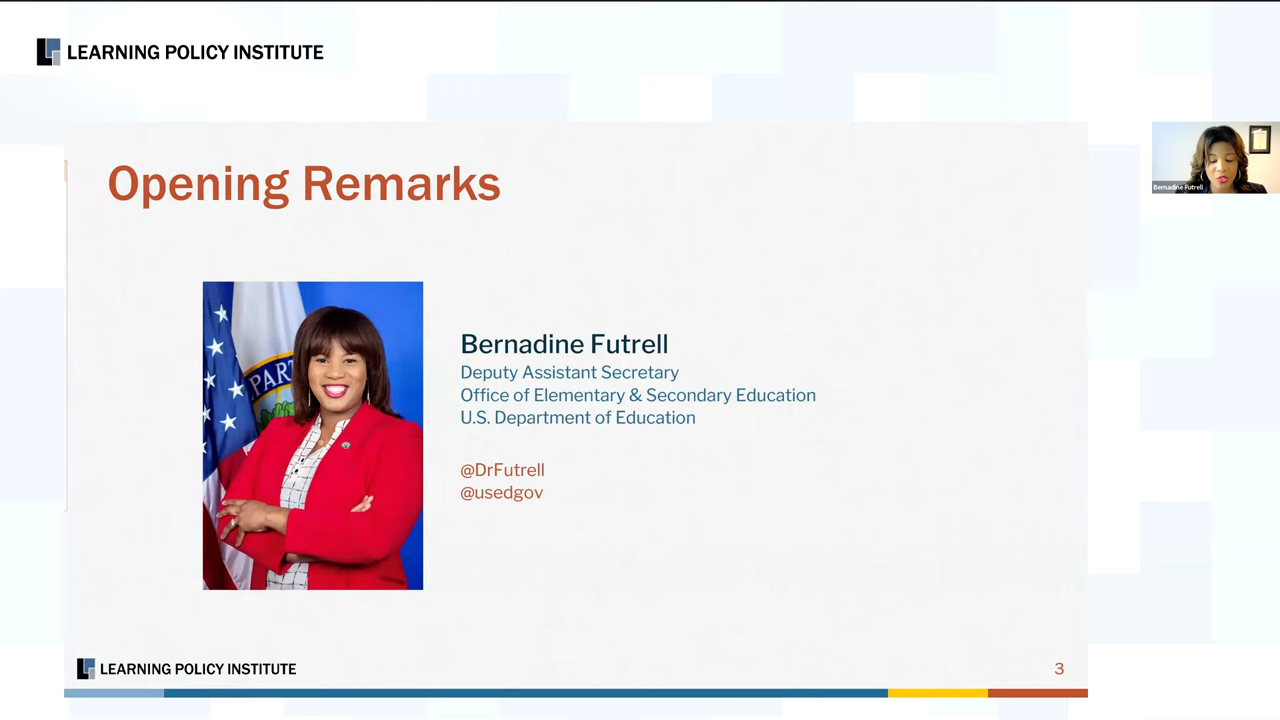 LEARNING POLICY INSTITUTE
Opening Remarks
Bernadine Futrell
PART
Bernadine Futrell
Deputy Assistant Secretary
Office of Elementary & Secondary Education
U.S. Department of Education
@DrFutrell
@usedgov
LEARNING POLICY INSTITUTE
3